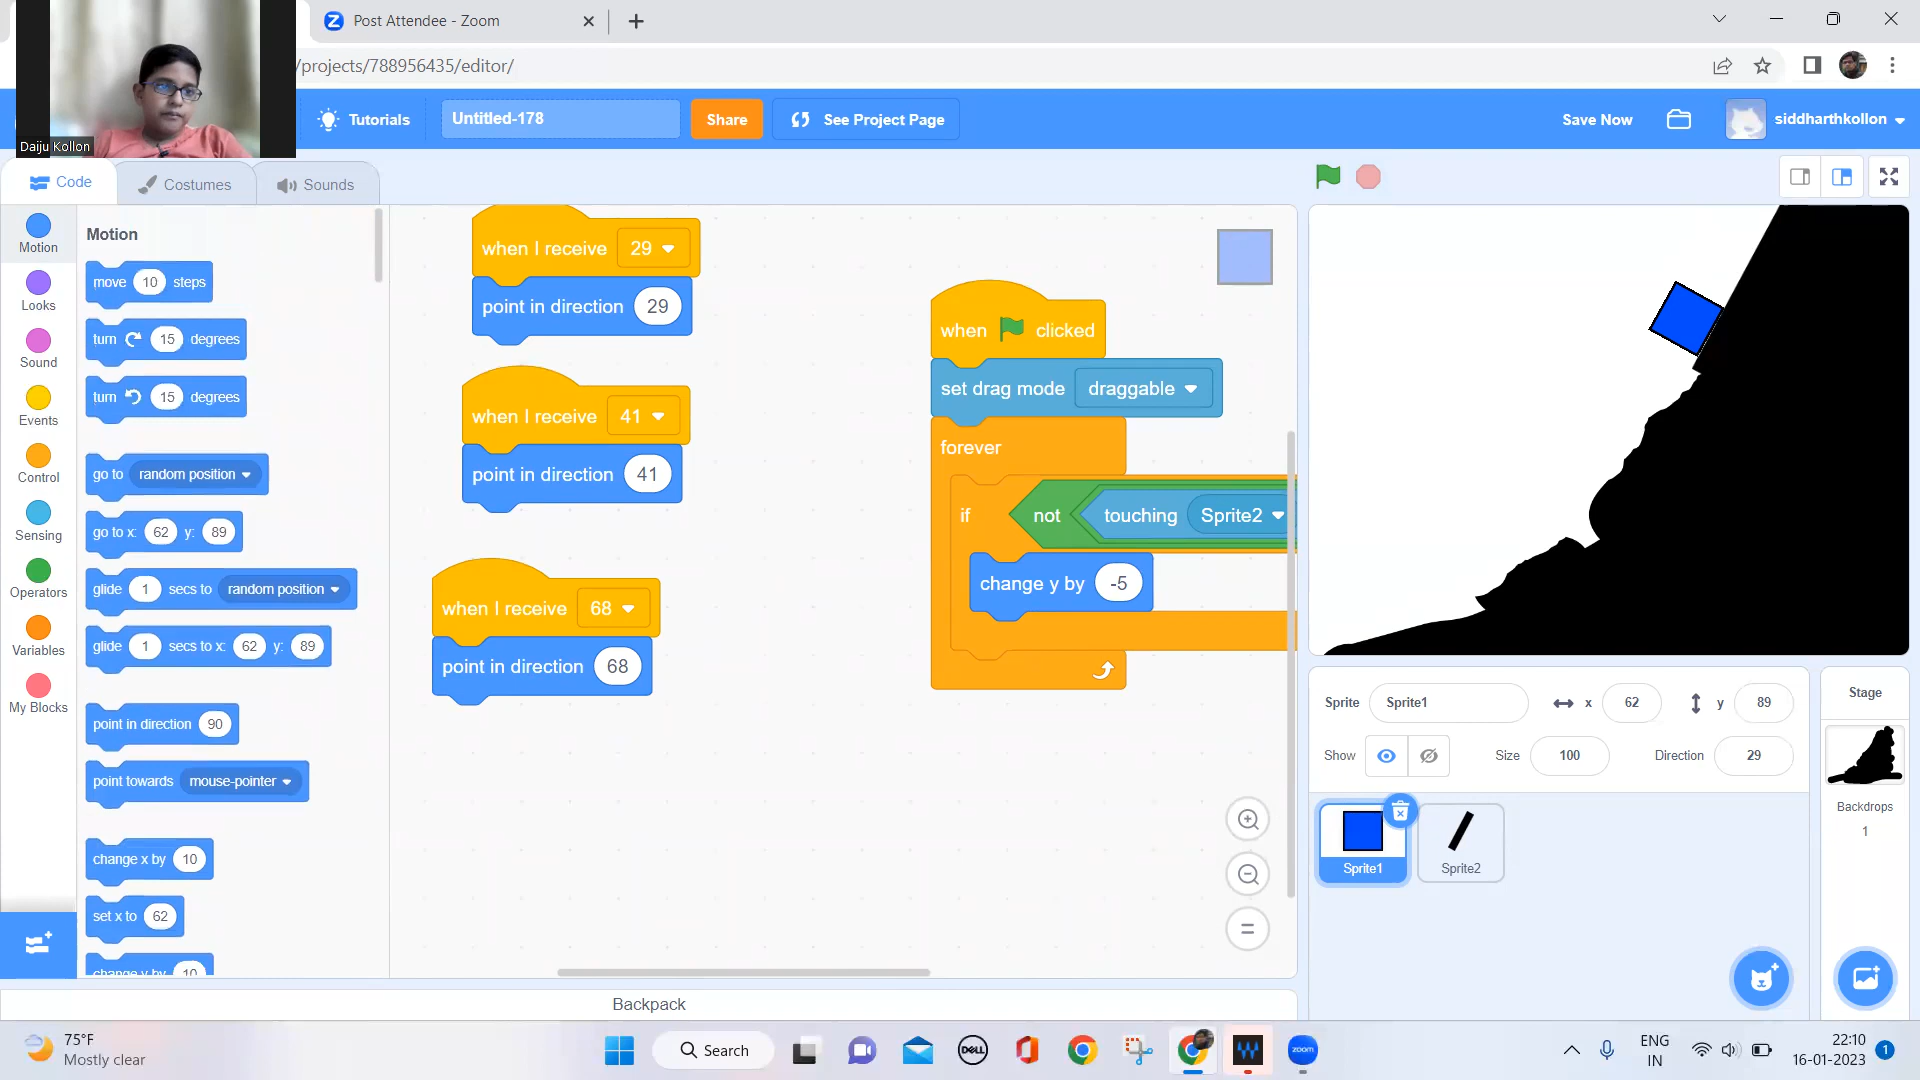 Post Attendee - Zoom
/projects/788956435/editor/
Daiju Kollon
Tutorials
Untitled-178
Share
See Project Page
Save Now
siddharthkollon
Code
Costumes
Sounds
Motion
Looks
Sound
Events
Control
Sensing
Operators
Variables
My Blocks
Motion
move 10 steps
turn 15 degrees
turn 15 degrees
go to random position
go to x: 62 y: 89
glide 1 secs to random position
glide 1 secs to x: 62 y: 89
point in direction 90
point towards mouse-pointer
change x by 10
set x to 62
change y by 10
when I receive 29
point in direction 29
when I receive 41
point in direction 41
when I receive 68
point in direction 68
when clicked
set drag mode draggable
forever
if not touching Sprite2
change y by -5
Backpack
Sprite Sprite1 x 62 y 89
Show Size 100 Direction 29
Sprite1
Sprite2
Stage
Backdrops
1
75°F
Mostly clear
Search
DELL
zoom
ENG
IN
22:10
16-01-2023
1